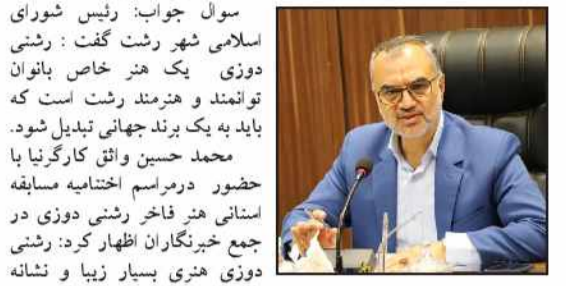 سوال جواب: رئیس شورای
اسلامی شهر رشت گفت : رشتی
دوزی یک هنر خاص بانوان
توانمند و هنرمند رشت است که
باید به یک برند جهانی تبدیل شود.
محمد حسین واثق کارگرنیا با
حضور درمراسم اختتامیه مسابقه
استانی هنر فاخر رشتی دوزی در
جمع خبرنگاران اظهار کرد: رشتی
دوزی هنری بسیار زیبا و نشانه